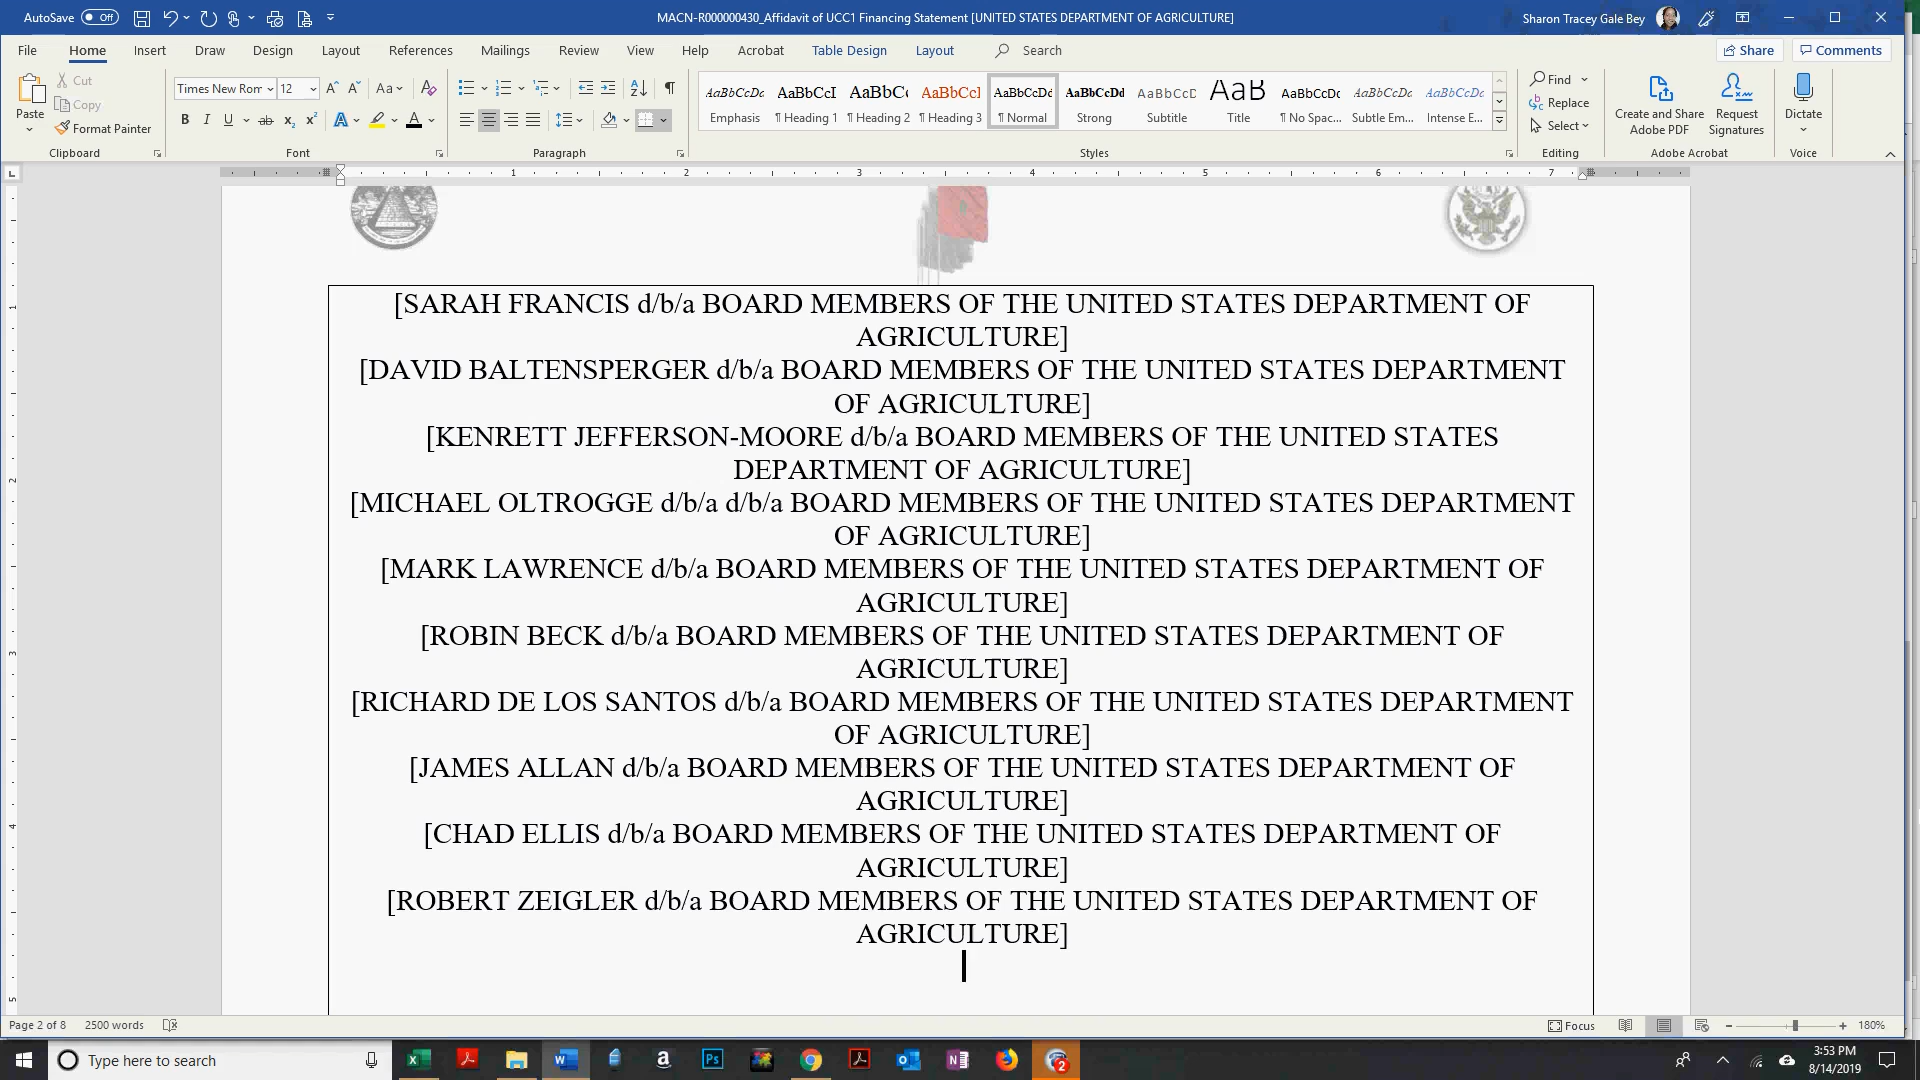 AutoSave Off
MACN-R000000430_Affidavit of UCC1 Financing Statement [UNITED STATES DEPARTMENT OF AGRICULTURE]
Sharon Tracey Gale Bey
File Home Insert Draw Design Layout References Mailings Review View Help Acrobat Table Design Layout Search Share Comments
Paste
Cut
Copy
Format Painter
Clipboard
Times New Rom 12
Font
Paragraph
AaBbCcDc AaBbCcI AaBbC AaBbCcI AaBbCcDd AaBbCcDd AaBbCcD AaB AaBbCcDc AaBbCcDc AaBbCcDc
Emphasis ¶ Heading 1 ¶ Heading 2 ¶ Heading 3 ¶ Normal Strong Subtitle Title ¶ No Spac... Subtle Em... Intense E...
Styles
Find
Replace
Select
Editing
Create and Share Adobe PDF
Request Signatures
Adobe Acrobat
Dictate
Voice
1 2 3 4 5 6 7
[SARAH FRANCIS d/b/a BOARD MEMBERS OF THE UNITED STATES DEPARTMENT OF
AGRICULTURE]
[DAVID BALTENSPERGER d/b/a BOARD MEMBERS OF THE UNITED STATES DEPARTMENT
OF AGRICULTURE]
[KENRETT JEFFERSON-MOORE d/b/a BOARD MEMBERS OF THE UNITED STATES
DEPARTMENT OF AGRICULTURE]
[MICHAEL OLTROGGE d/b/a d/b/a BOARD MEMBERS OF THE UNITED STATES DEPARTMENT
OF AGRICULTURE]
[MARK LAWRENCE d/b/a BOARD MEMBERS OF THE UNITED STATES DEPARTMENT OF
AGRICULTURE]
[ROBIN BECK d/b/a BOARD MEMBERS OF THE UNITED STATES DEPARTMENT OF
AGRICULTURE]
[RICHARD DE LOS SANTOS d/b/a BOARD MEMBERS OF THE UNITED STATES DEPARTMENT
OF AGRICULTURE]
[JAMES ALLAN d/b/a BOARD MEMBERS OF THE UNITED STATES DEPARTMENT OF
AGRICULTURE]
[CHAD ELLIS d/b/a BOARD MEMBERS OF THE UNITED STATES DEPARTMENT OF
AGRICULTURE]
[ROBERT ZEIGLER d/b/a BOARD MEMBERS OF THE UNITED STATES DEPARTMENT OF
AGRICULTURE]
Page 2 of 8 2500 words
Focus
180%
Type here to search
3:53 PM
8/14/2019